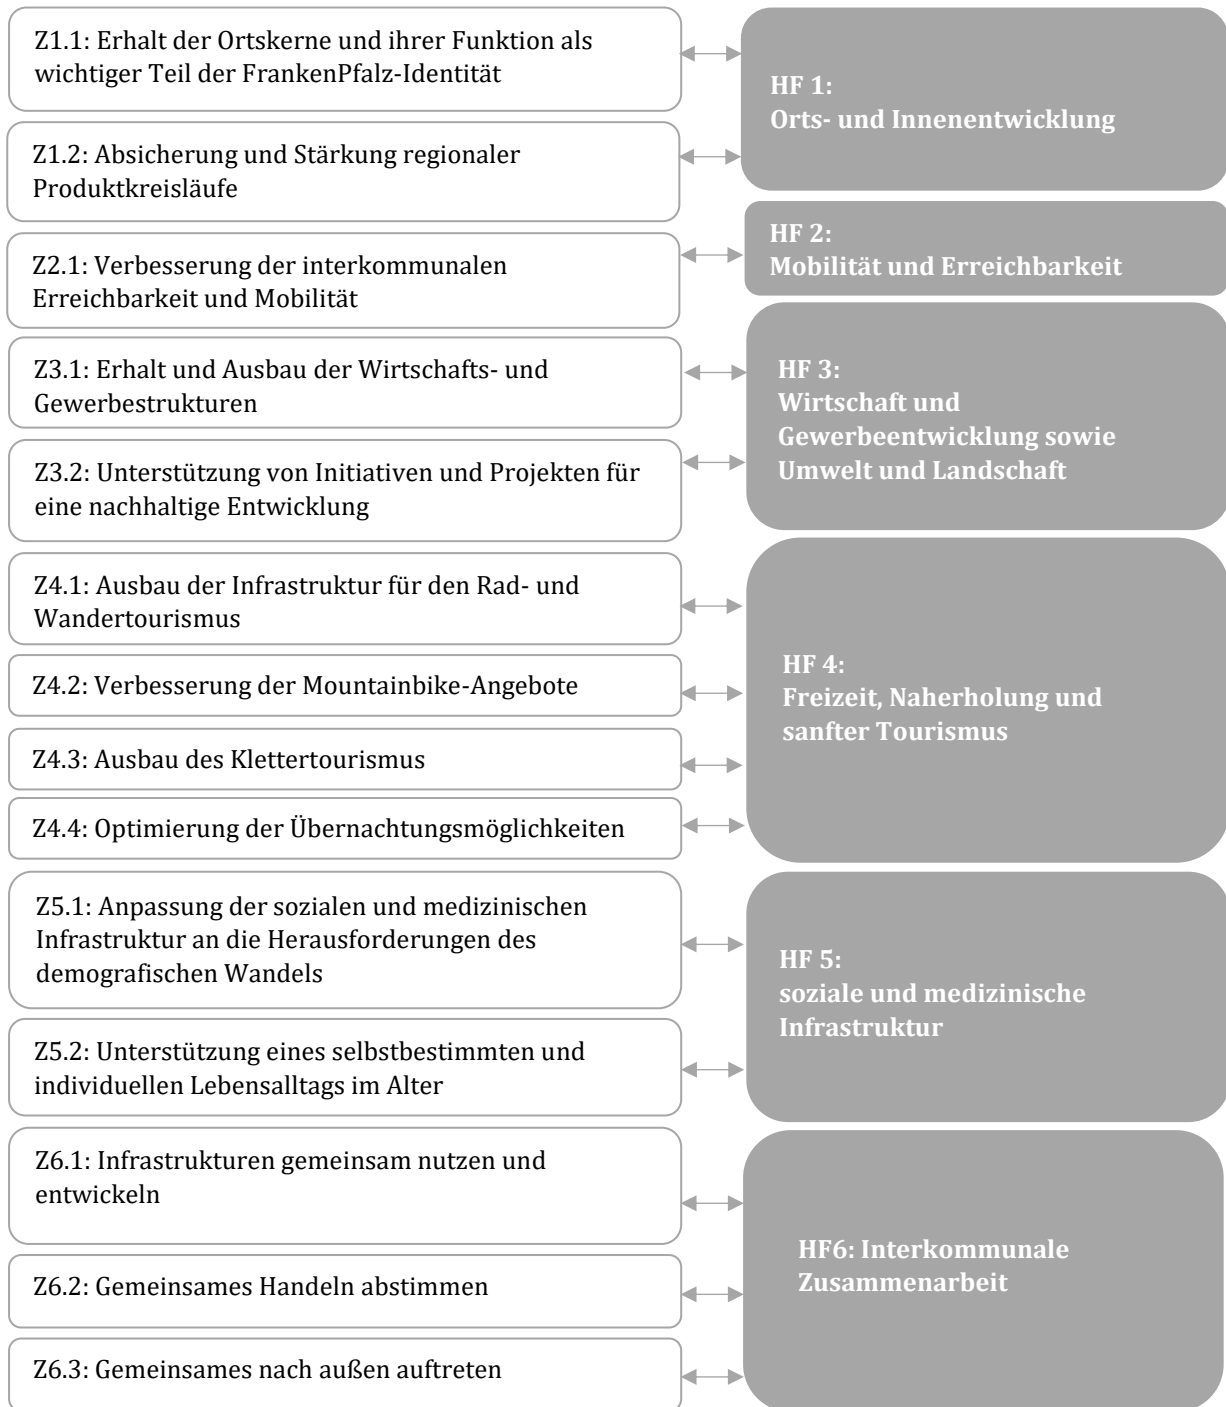 Z1.1: Erhalt der Ortskerne und ihrer Funktion als
wichtiger Teil der FrankenPfalz-Identität
HF 1:
Orts- und Innenentwicklung
Z1.2: Absicherung und Stärkung regionaler
Produktkreisläufe
HF 2:
Mobilität und Erreichbarkeit
Z2.1: Verbesserung der interkommunalen
Erreichbarkeit und Mobilität
Z3.1: Erhalt und Ausbau der Wirtschafts- und
Gewerbestrukturen
HF 3:
Wirtschaft und
Gewerbeentwicklung sowie
Umwelt und Landschaft
Z3.2: Unterstützung von Initiativen und Projekten für
eine nachhaltige Entwicklung
Z4.1: Ausbau der Infrastruktur für den Rad- und
Wandertourismus
Z4.2: Verbesserung der Mountainbike-Angebote
HF 4:
Freizeit, Naherholung und
sanfter Tourismus
Z4.3: Ausbau des Klettertourismus
Z4.4: Optimierung der Übernachtungsmöglichkeiten
Z5.1: Anpassung der sozialen und medizinischen
Infrastruktur an die Herausforderungen des
demografischen Wandels
HF 5:
soziale und medizinische
Infrastruktur
Z5.2: Unterstützung eines selbstbestimmten und
individuellen Lebensalltags im Alter
Z6.1: Infrastrukturen gemeinsam nutzen und
entwickeln
HF6: Interkommunale
Zusammenarbeit
Z6.2: Gemeinsames Handeln abstimmen
Z6.3: Gemeinsames nach außen auftreten